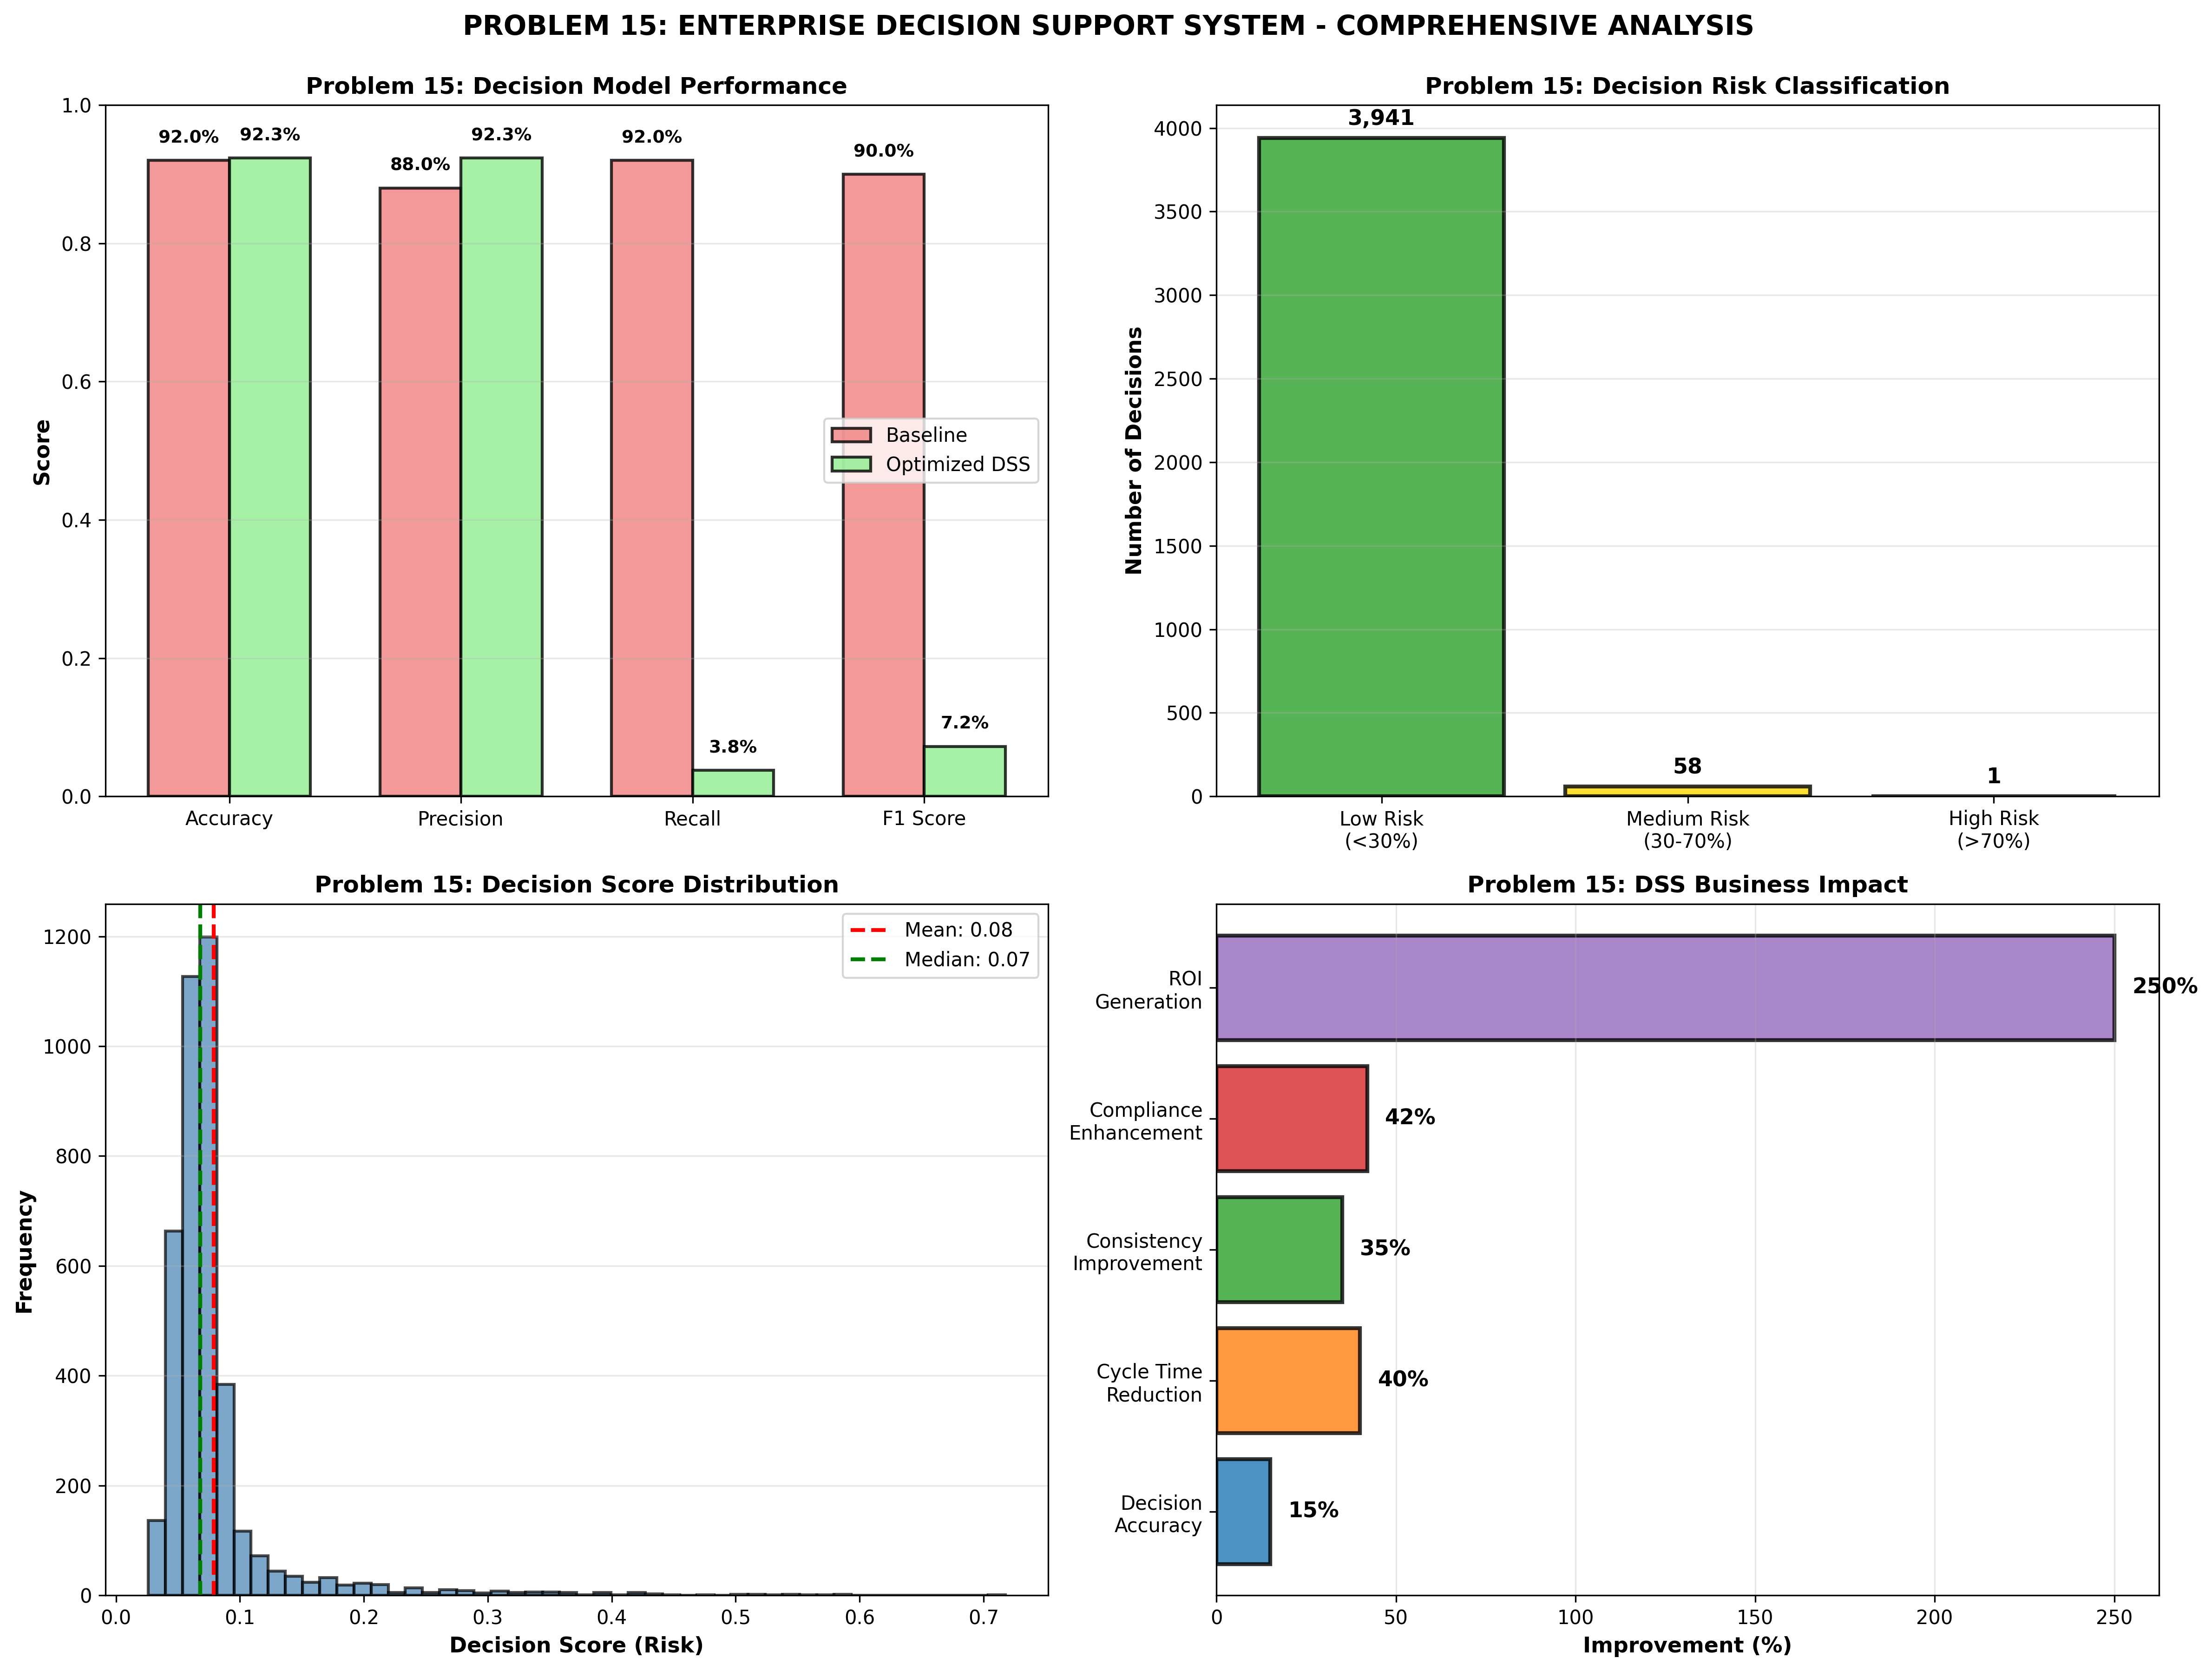 PROBLEM 15: ENTERPRISE DECISION SUPPORT SYSTEM - COMPREHENSIVE ANALYSIS
Problem 15: Decision Model Performance
Score
1.0
0.8
0.6
0.4
0.2
0.0
92.0%
92.3%
88.0%
92.3%
92.0%
3.8%
90.0%
7.2%
Baseline
Optimized DSS
Accuracy
Precision
Recall
F1 Score
Problem 15: Decision Risk Classification
Number of Decisions
4000
3500
3000
2500
2000
1500
1000
500
0
3,941
58
1
Low Risk
(<30%)
Medium Risk
(30-70%)
High Risk
(>70%)
Problem 15: Decision Score Distribution
Frequency
1200
1000
800
600
400
200
0
Mean: 0.08
Median: 0.07
0.0
0.1
0.2
0.3
0.4
0.5
0.6
0.7
Decision Score (Risk)
Problem 15: DSS Business Impact
ROI
Generation
250%
Compliance
Enhancement
42%
Consistency
Improvement
35%
Cycle Time
Reduction
40%
Decision
Accuracy
15%
0
50
100
150
200
250
Improvement (%)